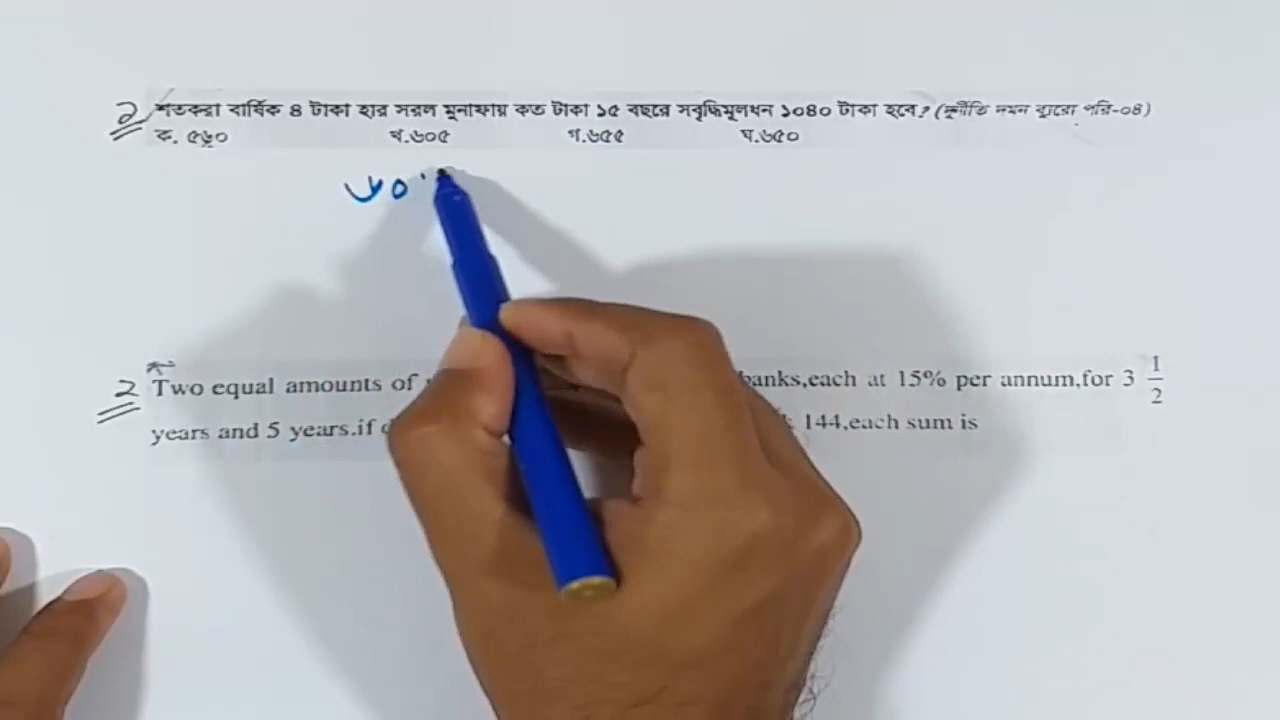 ১ শতকরা বার্ষিক ৪ টাকা হার সরল মুনাফায় কত টাকা ১৫ বছরে সবৃদ্ধিমূলধন ১০৪০ টাকা হবে? (দুর্নীতি দমন ব্যুরো পরি-০৪)
ক. ৫৬০ খ.৬০৫ গ.৬৫৫ ঘ.৬৫০
৬০
2 Two equal amounts of banks,each at 15% per annum,for 3 1/2
years and 5 years.if 144,each sum is